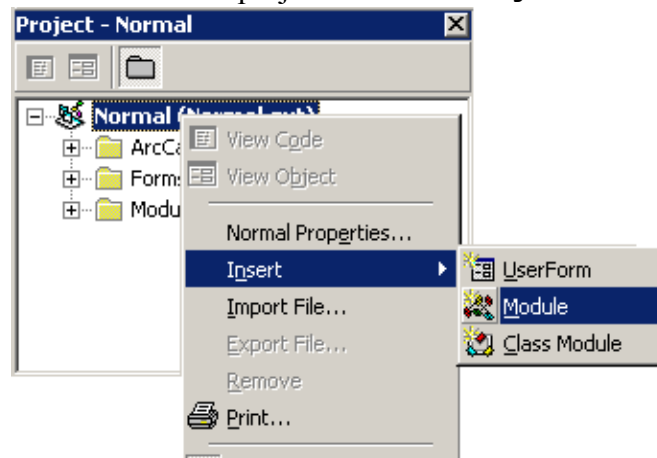 Project - Normal
Normal (Normal.gxt)
ArcCa
Forms
Modu
View Code
View Object
Normal Properties...
Insert
Import File...
Export File...
Remove
Print...
UserForm
Module
Class Module